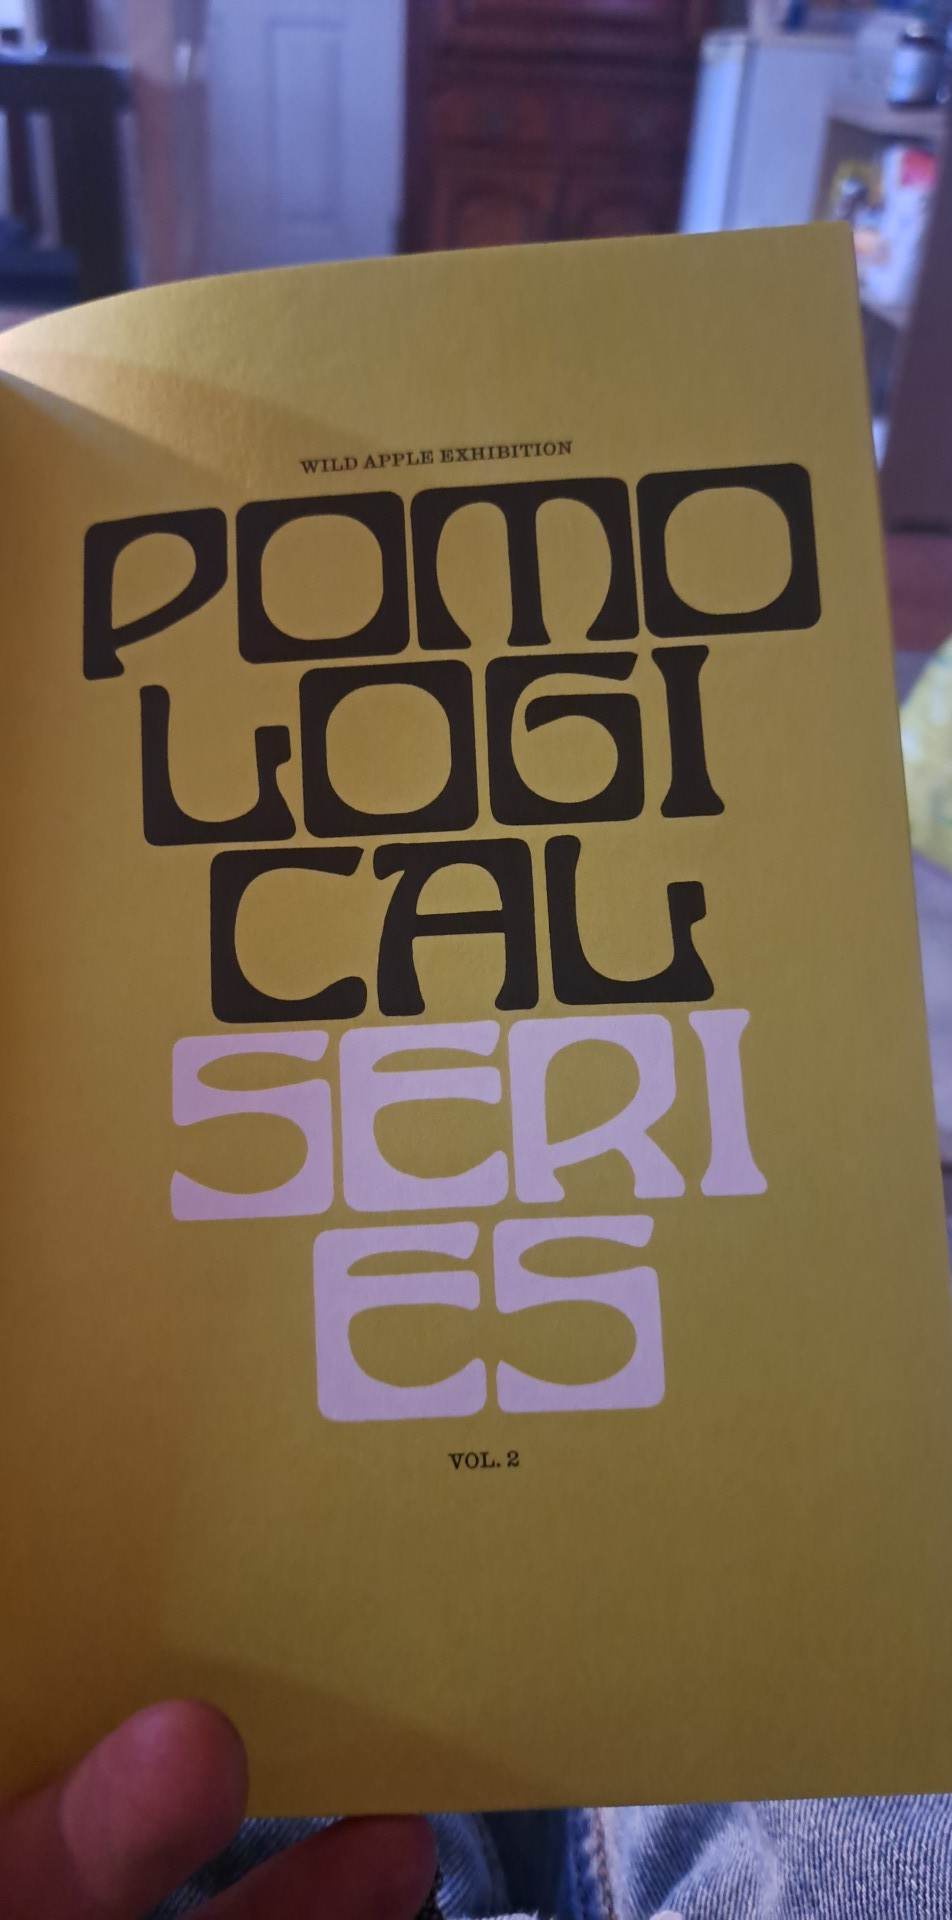 WILD APPLE EXHIBITION
POMO
LOGI
CAL
SERI
ES
VOL. 2